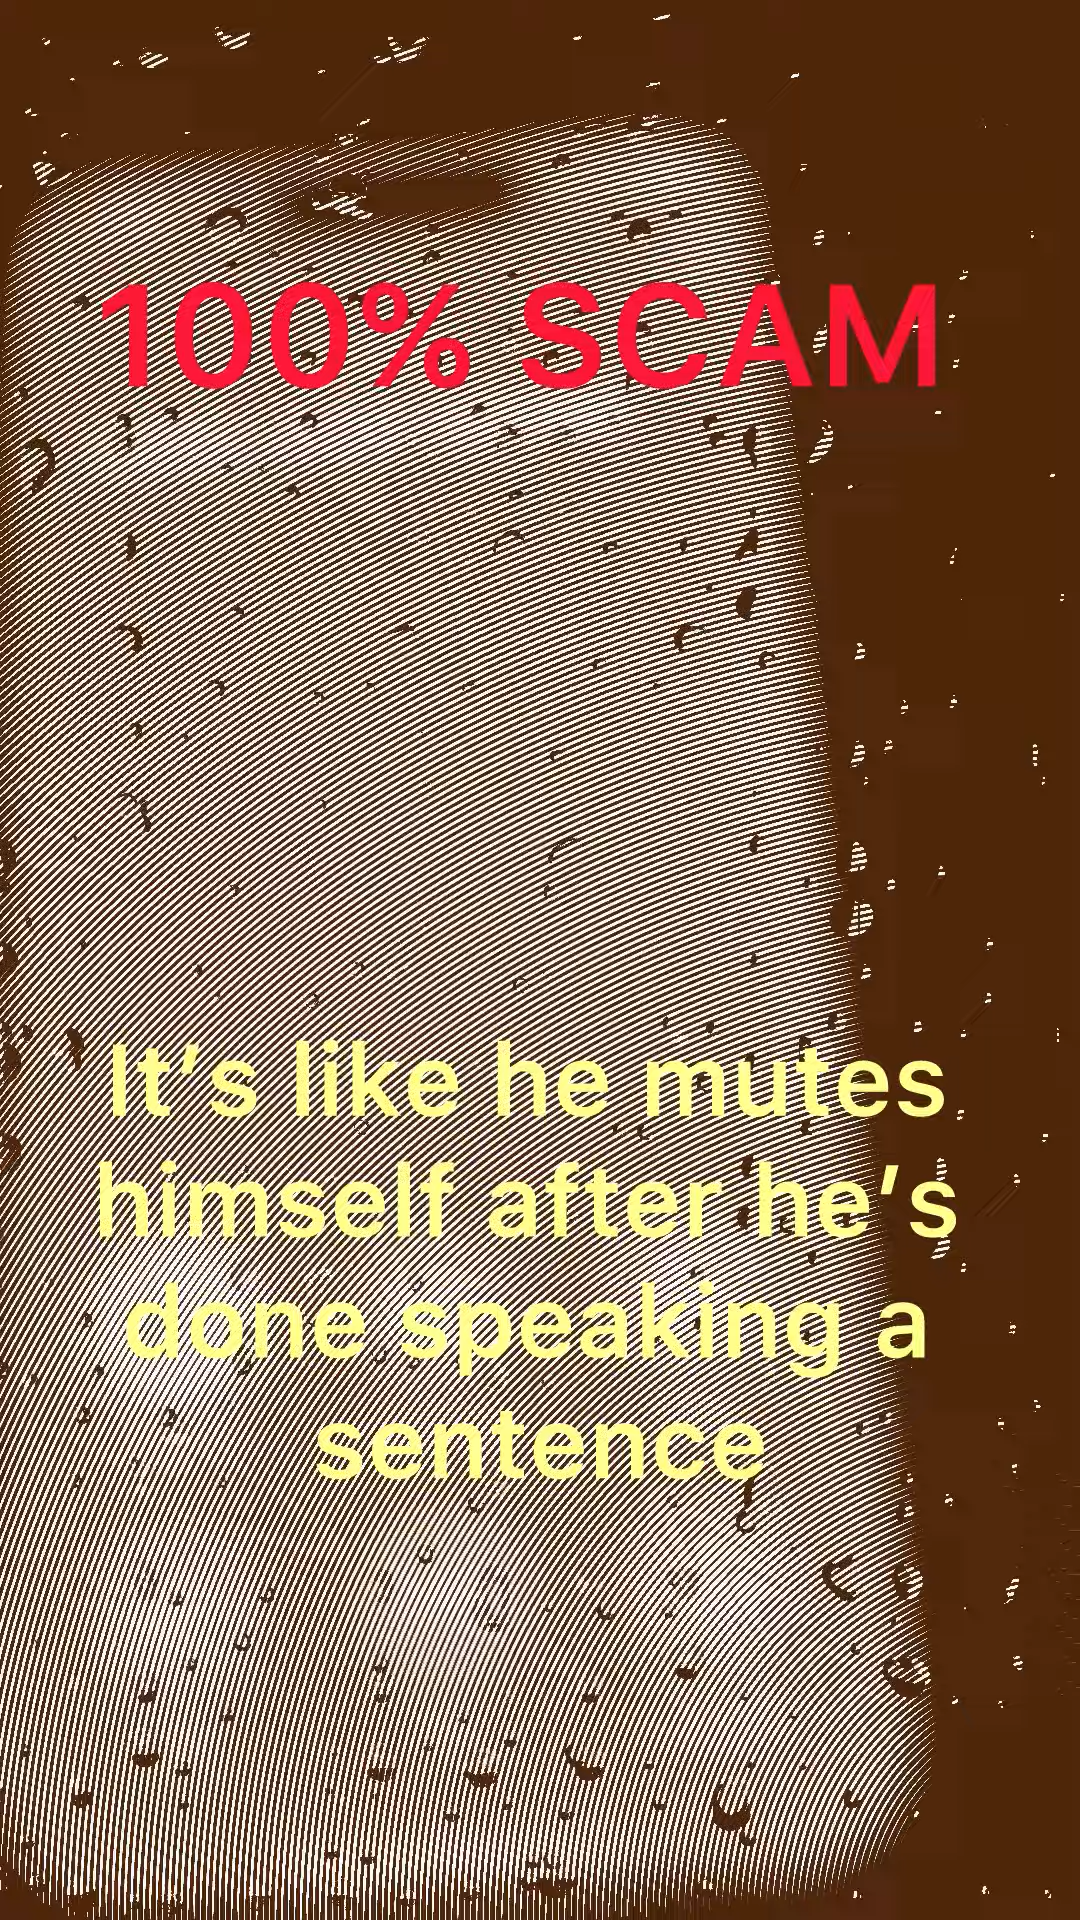 100% SCAM
It’s like he mutes
himself after he’s
done speaking a
sentence